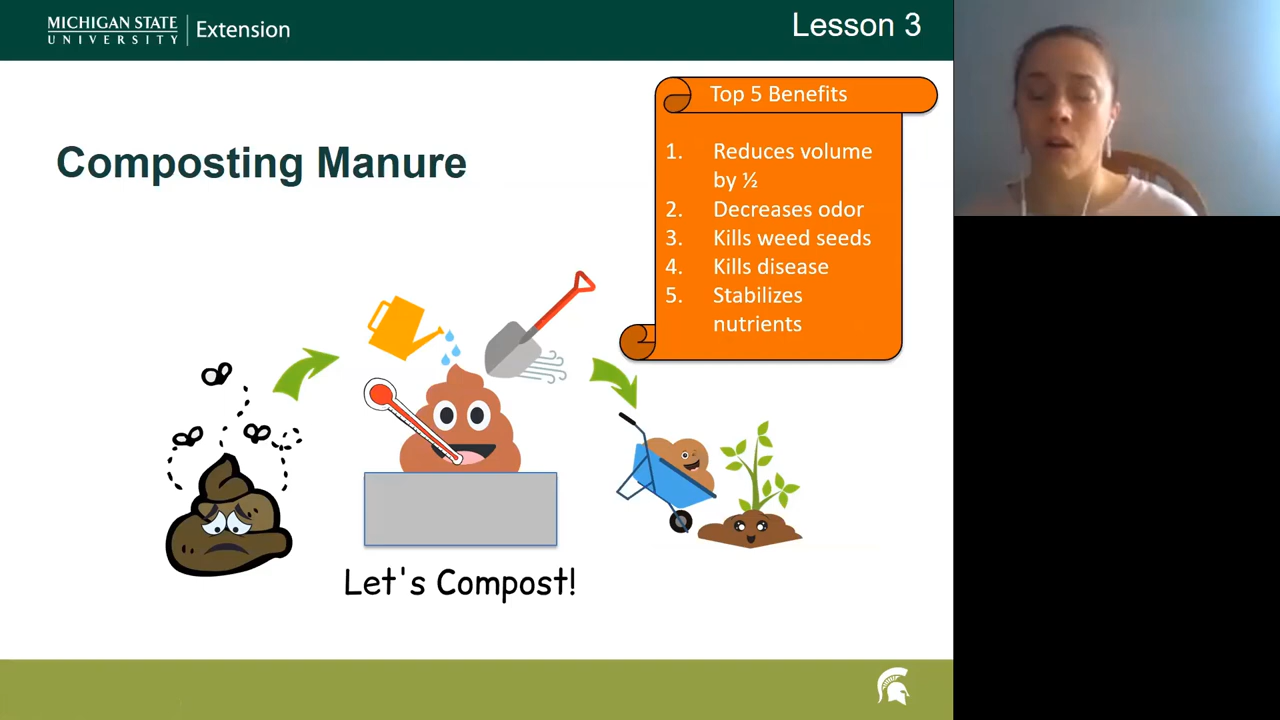 MICHIGAN STATE
UNIVERSITY
Extension
Lesson 3
Top 5 Benefits
Composting Manure
1. Reduces volume
by ½
2. Decreases odor
3. Kills weed seeds
4. Kills disease
5. Stabilizes
nutrients
Let's Compost!